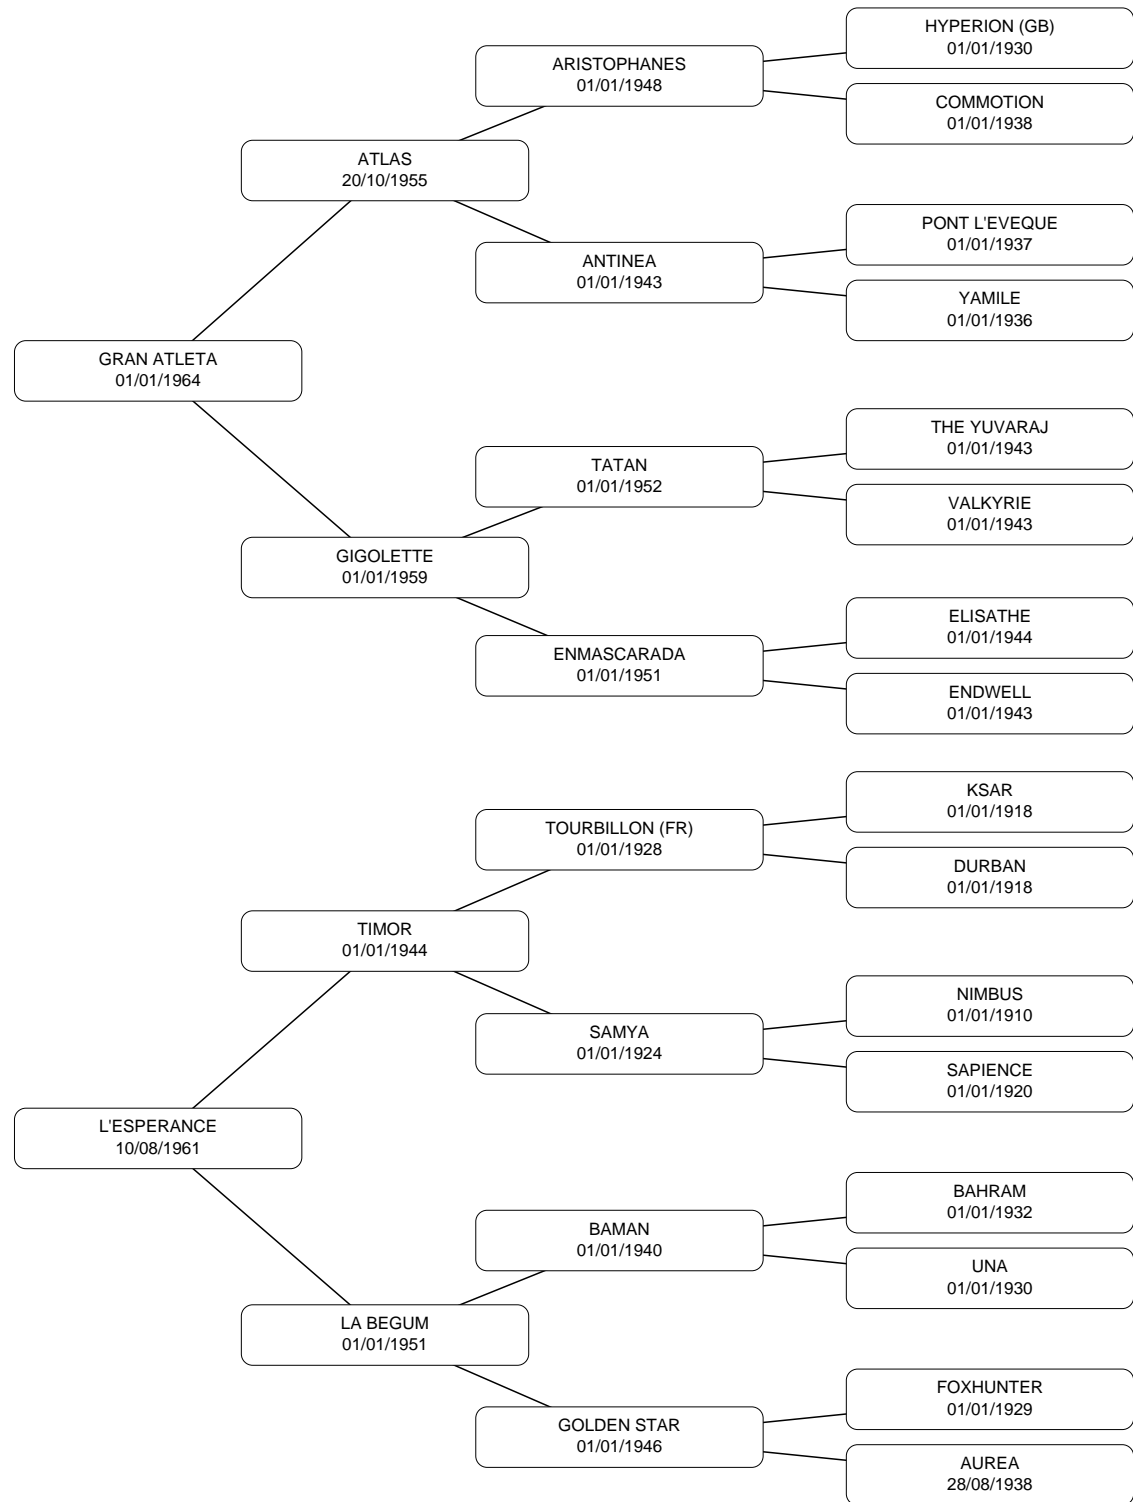 HYPERION (GB)
01/01/1930
ARISTOPHANES
01/01/1948
COMMOTION
01/01/1938
ATLAS
20/10/1955
PONT L'EVEQUE
01/01/1937
ANTINEA
01/01/1943
YAMILE
01/01/1936
GRAN ATLETA
01/01/1964
THE YUVARAJ
01/01/1943
TATAN
01/01/1952
VALKYRIE
01/01/1943
GIGOLETTE
01/01/1959
ELISATHE
01/01/1944
ENMASCARADA
01/01/1951
ENDWELL
01/01/1943
KSAR
01/01/1918
TOURBILLON (FR)
01/01/1928
DURBAN
01/01/1918
TIMOR
01/01/1944
NIMBUS
01/01/1910
SAMYA
01/01/1924
SAPIENCE
01/01/1920
L'ESPERANCE
10/08/1961
BAHRAM
01/01/1932
BAMAN
01/01/1940
UNA
01/01/1930
LA BEGUM
01/01/1951
FOXHUNTER
01/01/1929
GOLDEN STAR
01/01/1946
AUREA
28/08/1938